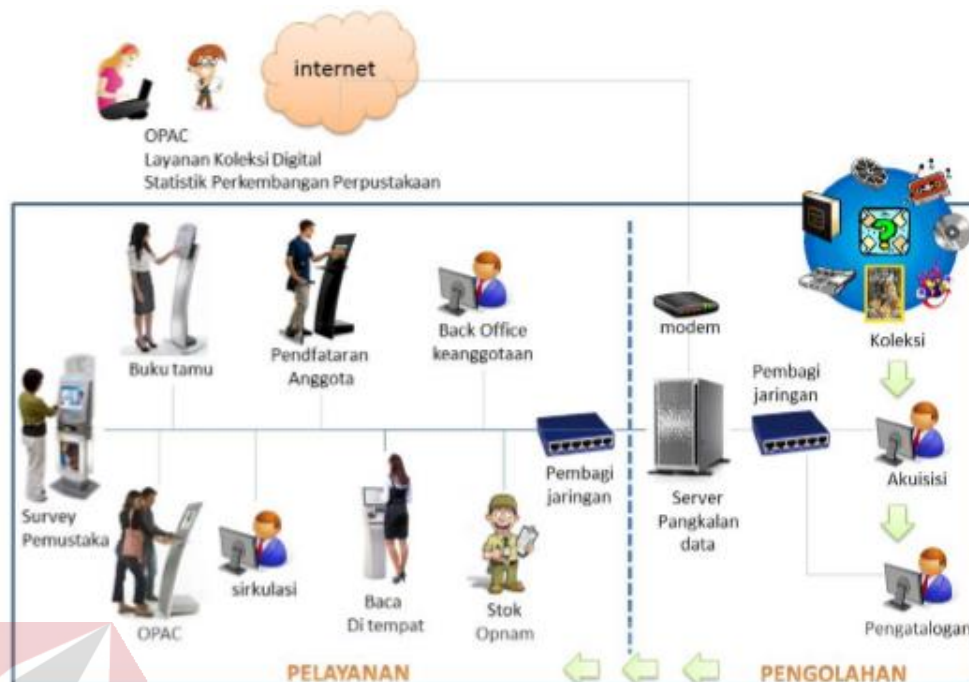 internet
OPAC
Layanan Koleksi Digital
Statistik Perkembangan Perpustakaan
Buku tamu
Pendfataran
Anggota
Back Office
keanggotaan
modem
Koleksi
Pembagi
jaringan
Survey
Pemustaka
OPAC
sirkulasi
Baca
Di tempat
Stok
Opnam
Pembagi
jaringan
Server
Pangkalan
data
Akuisisi
Pengatalogan
PELAYANAN
PENGOLAHAN